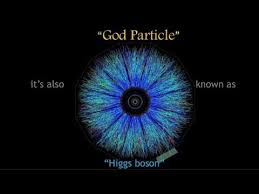 "God Particle"
it's also known as
"Higgs boson"